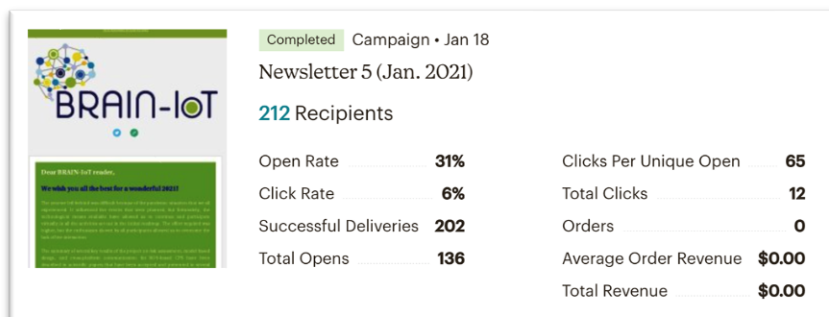 Completed Campaign • Jan 18
Newsletter 5 (Jan. 2021)
212 Recipients
BRAIN-IoT
Dear BRAIN-IoT reader,
We wish you all the best for a wonderful 2021!
Open Rate 31%
Click Rate 6%
Successful Deliveries 202
Total Opens 136
Clicks Per Unique Open 65
Total Clicks 12
Orders 0
Average Order Revenue $0.00
Total Revenue $0.00